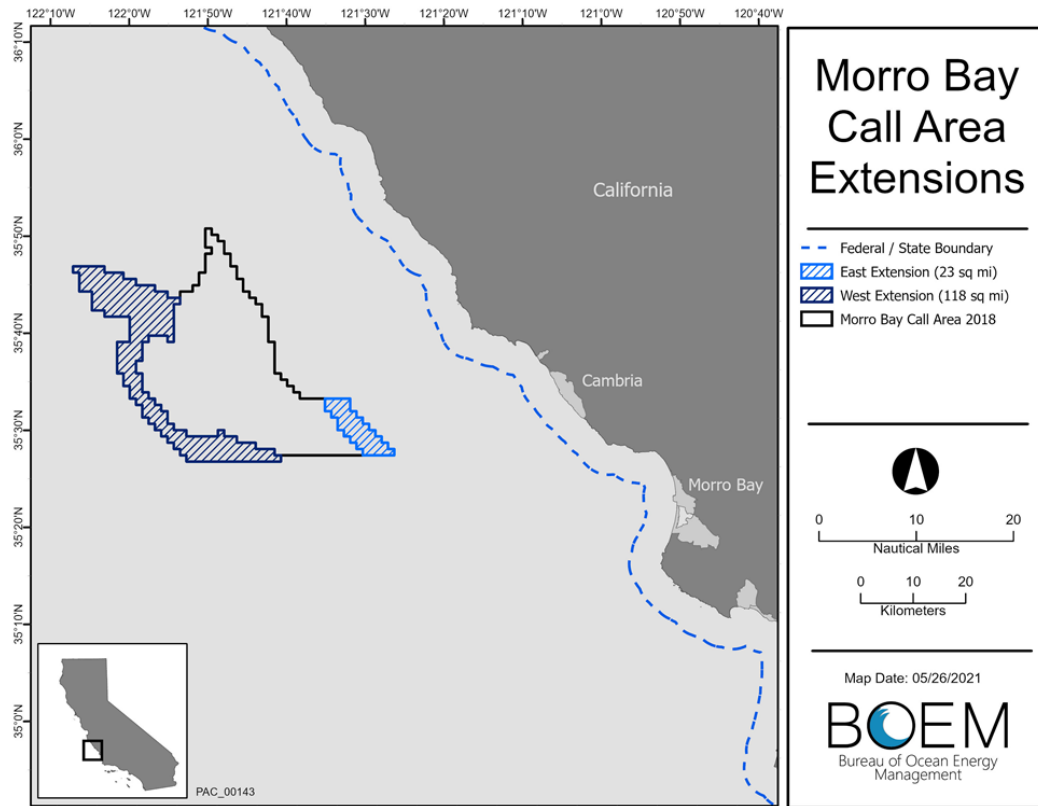 122°10'W 122°0'W 121°50'W 121°40'W 121°30'W 121°20'W 121°10'W 121°0'W 120°50'W 120°40'W
36°10'N
36°0'N
35°50'N
35°40'N
35°30'N
35°20'N
35°10'N
35°0'N
California
Cambria
Morro Bay
PAC_00143
Morro Bay
Call Area
Extensions
Federal / State Boundary
East Extension (23 sq mi)
West Extension (118 sq mi)
Morro Bay Call Area 2018
0 10 20
Nautical Miles
0 10 20
Kilometers
Map Date: 05/26/2021
BOEM
Bureau of Ocean Energy
Management